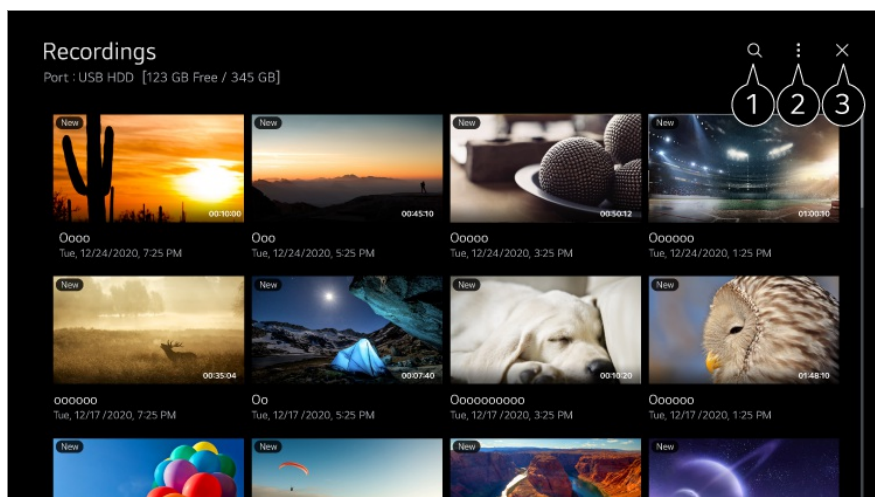 Recordings
Port : USB HDD [123 GB Free / 345 GB]
1 2 3
New New New New
00:10:00 00:45:10 00:50:12 01:00:10
Oooo Ooo Ooooo Oooooo
Tue, 12/24/2020, 7:25 PM Tue, 12/24/2020, 5:25 PM Tue, 12/24/2020, 3:25 PM Tue, 12/24/2020, 1:25 PM
New New New New
00:35:04 00:07:40 00:10:20 01:48:10
oooooo Oo Oooooooooo Oooooo
Tue, 12/17/2020, 7:25 PM Tue, 12/17/2020, 5:25 PM Tue, 12/17/2020, 3:25 PM Tue, 12/17/2020, 1:25 PM
New New New New